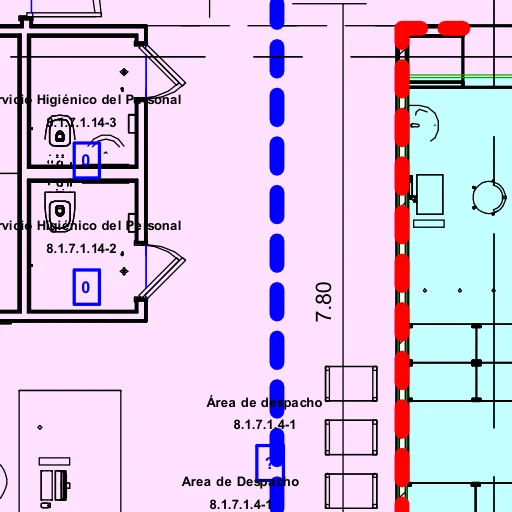 Servicio Higiénico del Personal
8.1.7.1.14-3
0
Servicio Higiénico del Personal
8.1.7.1.14-2
0
7.80
Área de despacho
8.1.7.1.4-1
?
Area de Despacho
8.1.7.1.4-1